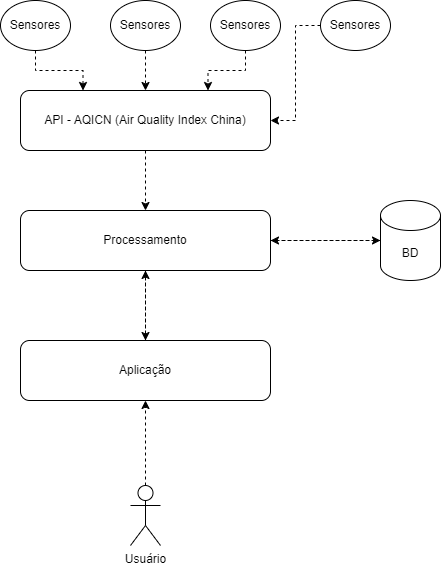 Sensores
Sensores
Sensores
Sensores
API - AQICN (Air Quality Index China)
Processamento
BD
Aplicação
Usuário